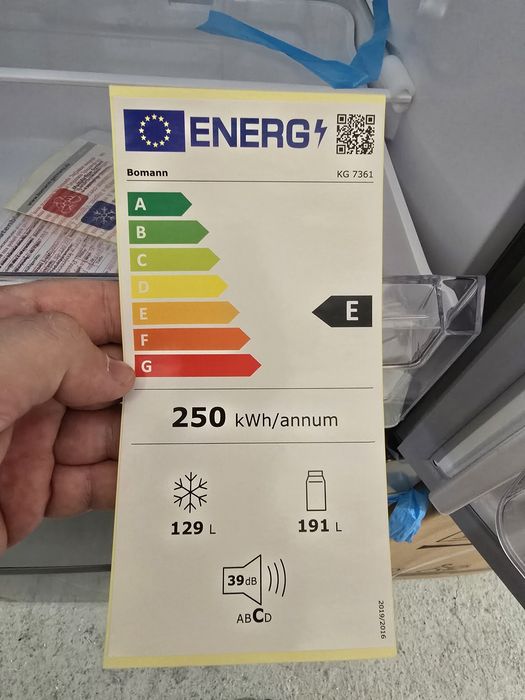 ENERG
Bomann KG 7361
A
B
C
D
E
E
F
G
250 kWh/annum
129 L 191 L
39dB
ABCD
2019/2016